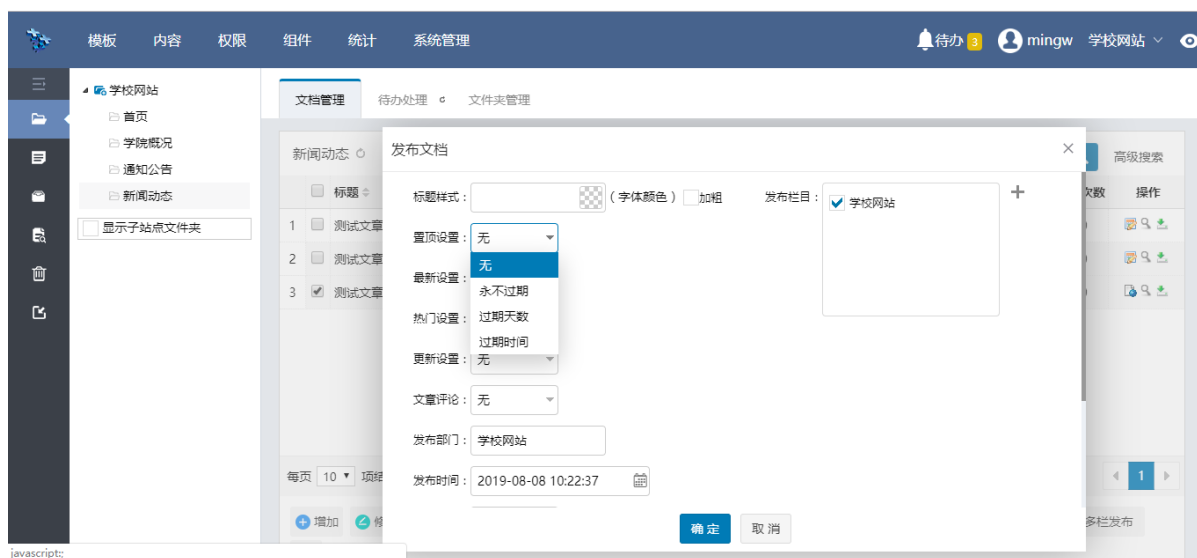 模板 内容 权限 组件 统计 系统管理 待办 3 mingw 学校网站
学校网站
首页
学院概况
通知公告
新闻动态
显示子站点文件夹
文档管理 待办处理 文件夹管理
新闻动态 高级搜索
标题 次数 操作
1 测试文章
2 测试文章
3 测试文章
发布文档
标题样式： （字体颜色） 加粗 发布栏目： 学校网站
置顶设置： 无
无
永不过期
过期天数
过期时间
最新设置：
热门设置：
更新设置： 无
文章评论： 无
发布部门： 学校网站
发布时间： 2019-08-08 10:22:37
确定 取消
每页 10 项结 1
增加 多栏发布
javascript:;